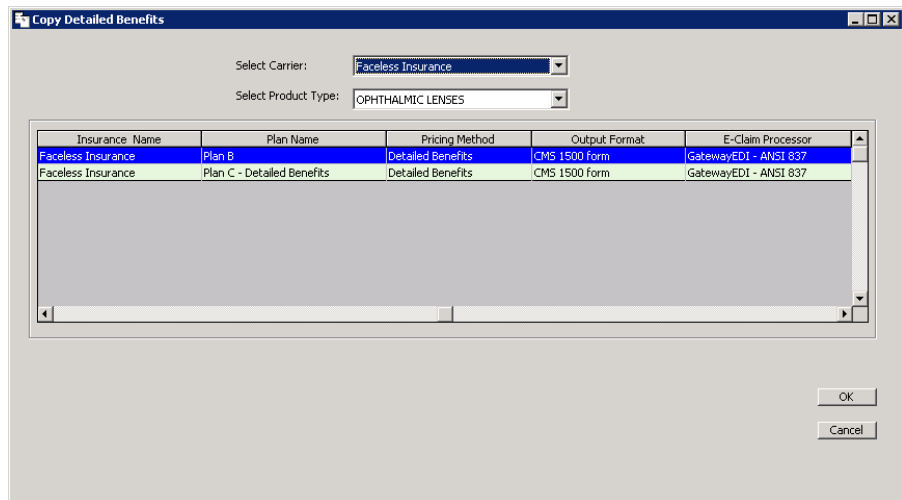 Copy Detailed Benefits
Select Carrier: Faceless Insurance
Select Product Type: OPHTHALMIC LENSES
Insurance Name Plan Name Pricing Method Output Format E-Claim Processor
Faceless Insurance Plan B Detailed Benefits CMS 1500 form GatewayEDI - ANSI 837
Faceless Insurance Plan C - Detailed Benefits Detailed Benefits CMS 1500 form GatewayEDI - ANSI 837
OK
Cancel